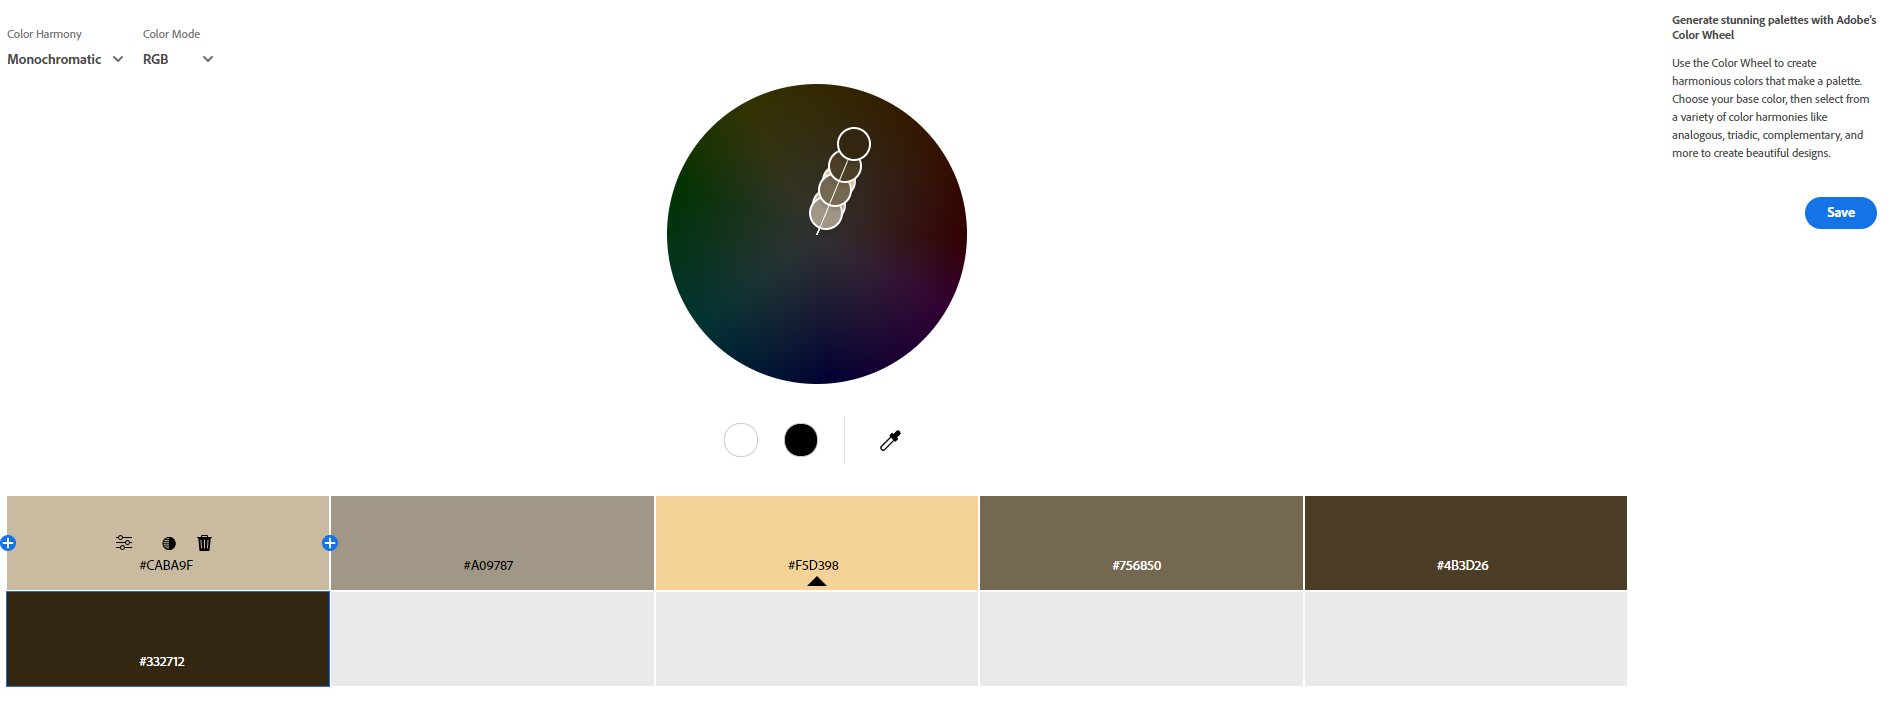 Color Harmony
Color Mode
Monochromatic
RGB
Generate stunning palettes with Adobe's
Color Wheel
Use the Color Wheel to create
harmonious colors that make a palette.
Choose your base color, then select from
a variety of color harmonies like
analogous, triadic, complementary, and
more to create beautiful designs.
Save
#CABA9F
#A09787
#F5D398
#756850
#4B3D26
#332712